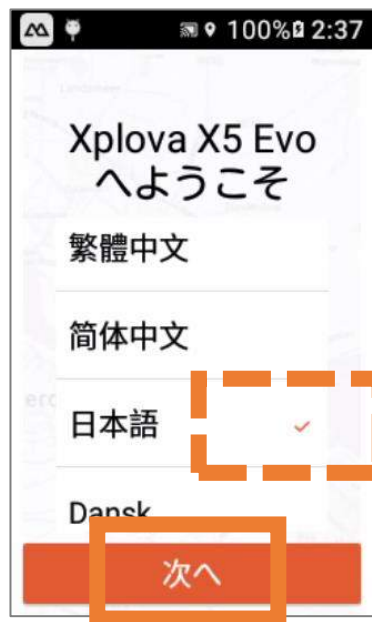 100% 2:37
Xplova X5 Evo
へようこそ
繁體中文
简体中文
日本語
Dansk
次へ